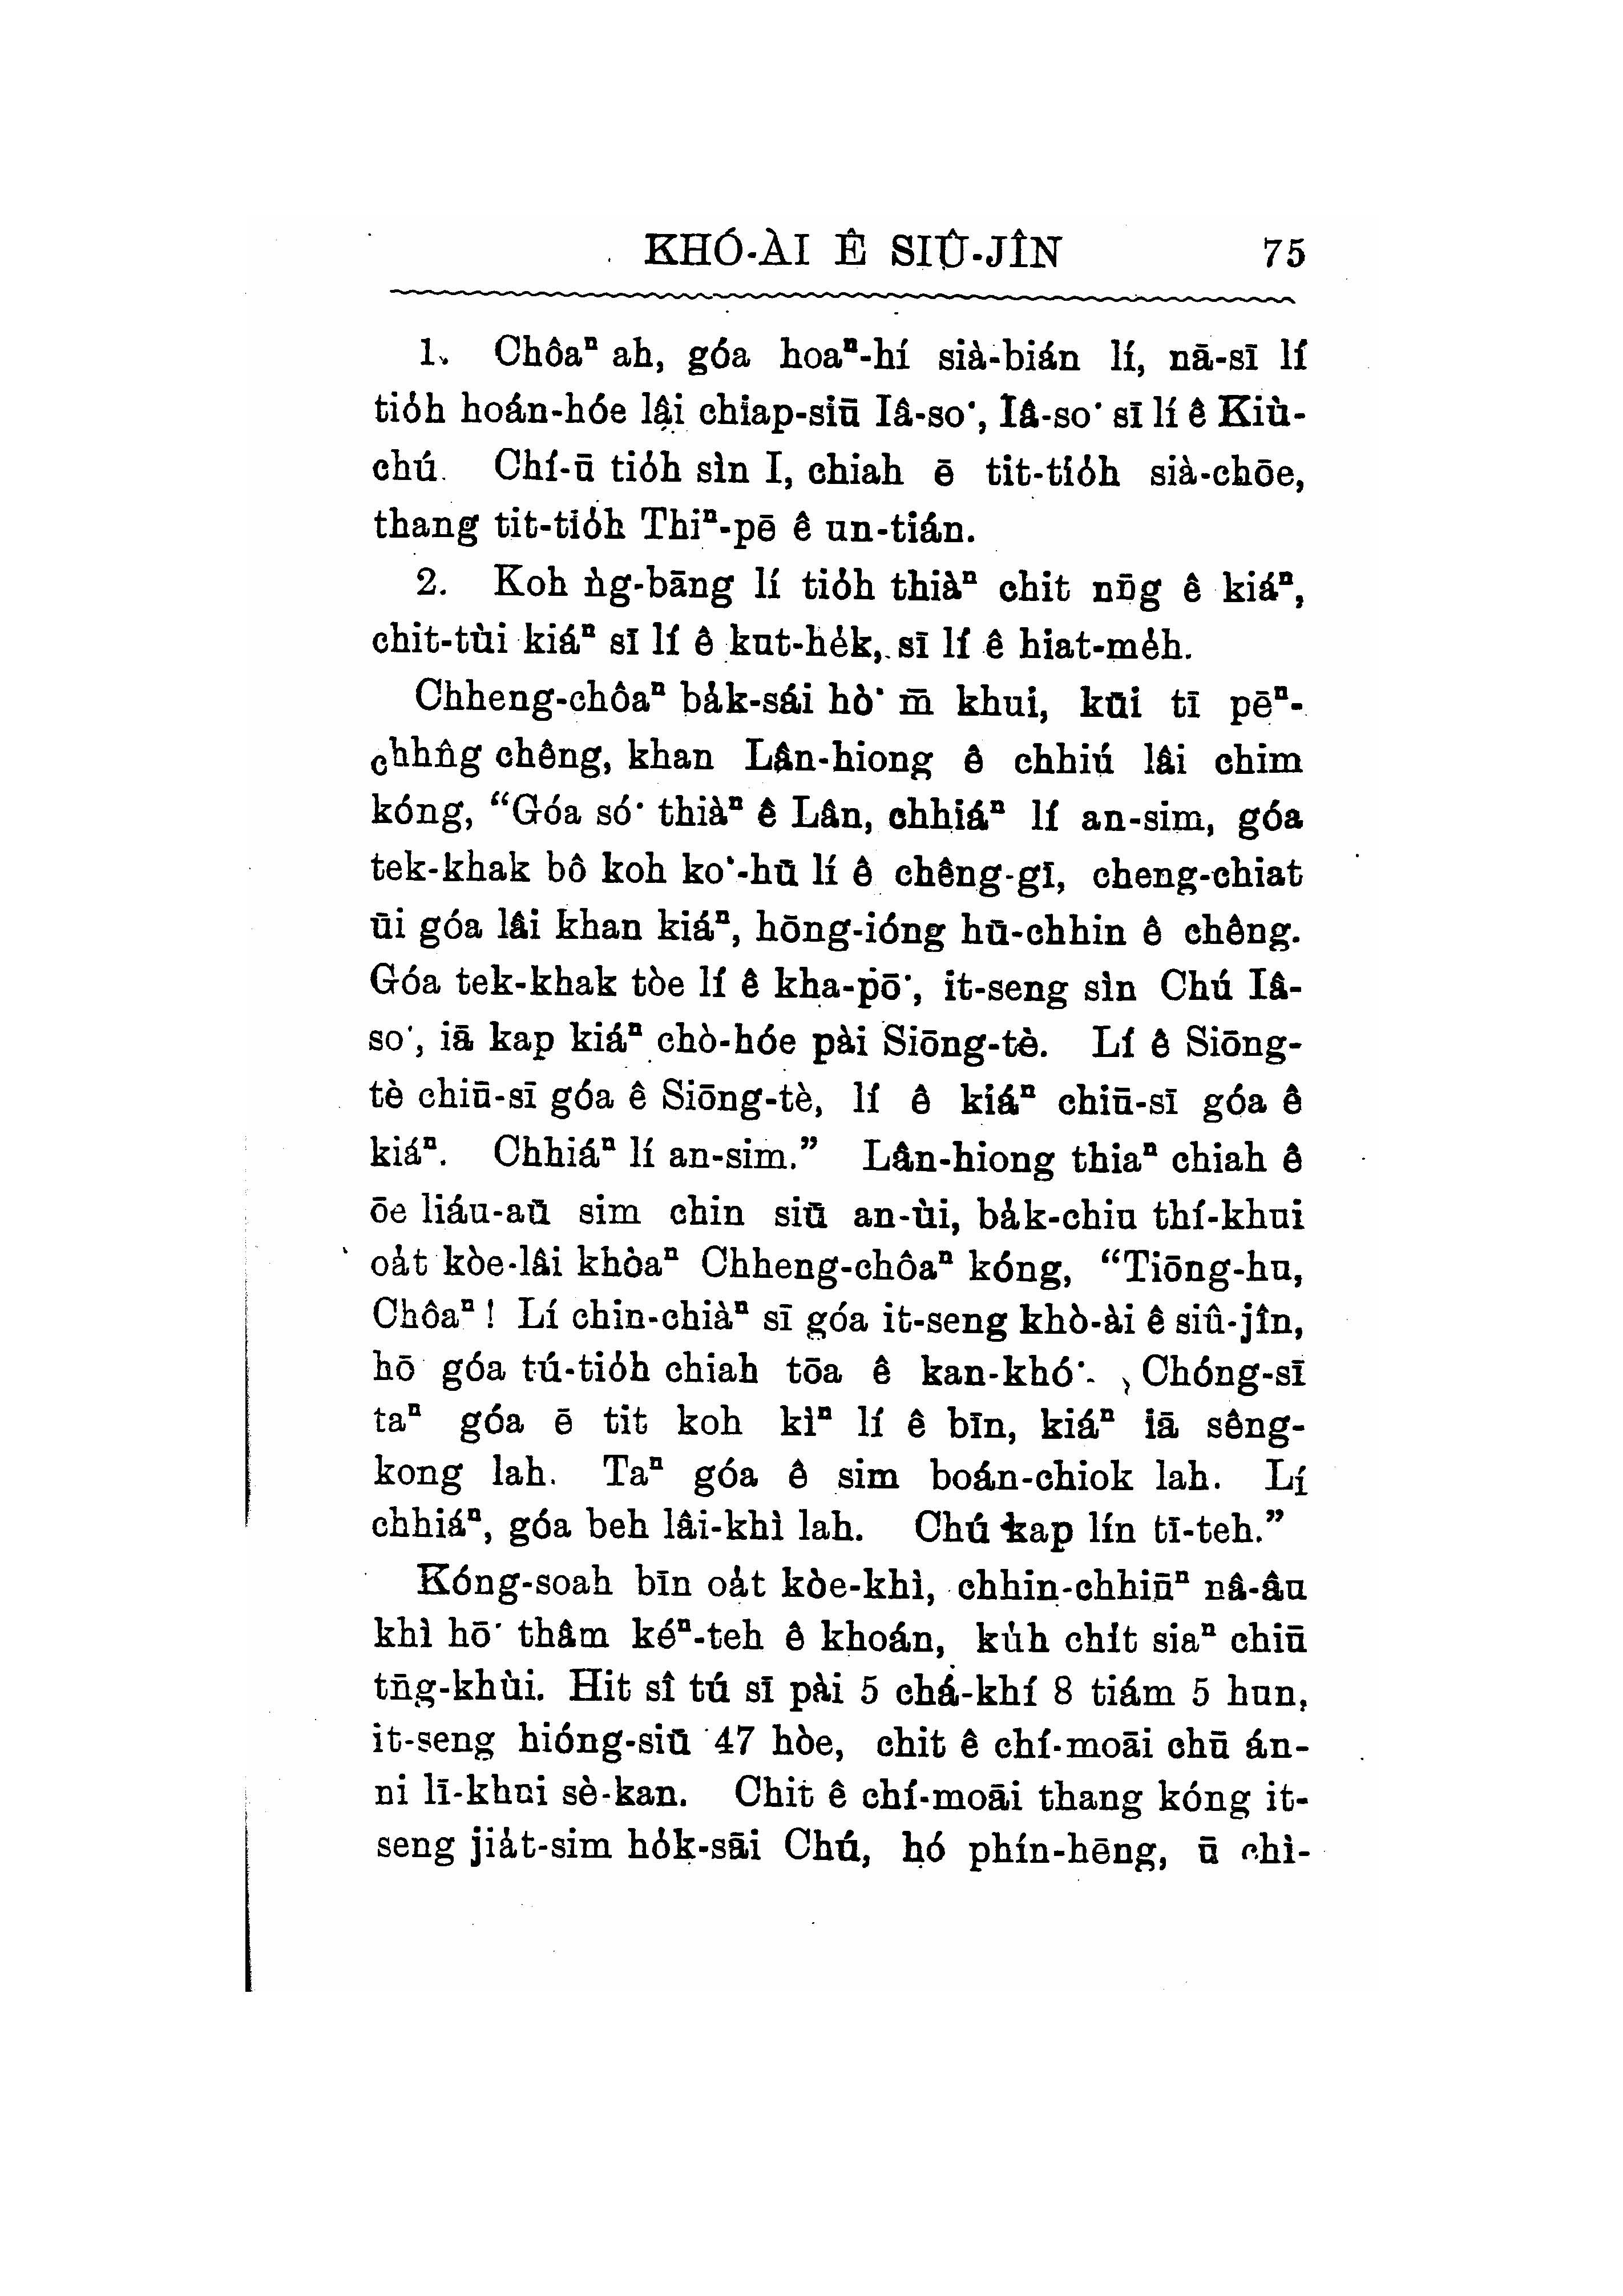 KHÓ-ÀI Ê SIÛ-JÎN 75
1. Chôaⁿ ah, góa hoaⁿ-hí sià-bián lí, nā-sī lí
tio̍h hoán-hóe lâi chiap-siū Iâ-so͘, Iâ-so͘ sī lí ê Kiù-
chú. Chí-ū tio̍h sìn I, chiah ē tit-tio̍h sià-chōe,
thang tit-tio̍h Thiⁿ-pē ê un-tián.
2. Koh ǹg-bāng lí tio̍h thiàⁿ chit nn̄g ê kiáⁿ,
chit-tùi kiáⁿ sī lí ê kut-he̍k, sī lí ê hiat-me̍h.
Chheng-chôaⁿ ba̍k-sái hò͘ m̄ khui, kūi tī pēⁿ-
chhn̂g chêng, khan Lân-hiong ê chhiú lâi chim
kóng, “Góa só͘ thiàⁿ ê Lân, chhiáⁿ lí an-sim, góa
tek-khak bô koh ko͘-hū lí ê chêng-gī, cheng-chiat
ūi góa lâi khan kiáⁿ, hōng-ióng hū-chhin ê chêng.
Góa tek-khak tòe lí ê kha-pō͘, it-seng sìn Chú Iâ-
so͘, iā kap kiáⁿ chò-hóe pài Siōng-tè. Lí ê Siōng-
tè chiū-sī góa ê Siōng-tè, lí ê kiáⁿ chiū-sī góa ê
kiáⁿ. Chhiáⁿ lí an-sim.” Lân-hiong thiaⁿ chiah ê
ōe liáu-aū sim chin siū an-ùi, ba̍k-chiu thí-khui
oa̍t kòe-lâi khòaⁿ Chheng-chôaⁿ kóng, “Tiōng-hu,
Chôaⁿ! Lí chin-chiàⁿ sī góa it-seng khò-ài ê siû-jîn,
hō góa tú-tio̍h chiah tōa ê kan-khó͘. Chóng-sī
taⁿ góa ē tit koh kìⁿ lí ê bīn, kiáⁿ iā sêng-
kong lah. Taⁿ góa ê sim boán-chiok lah. Lí
chhiáⁿ, góa beh lâi-khì lah. Chú kap lín tī-teh.”
Kóng-soah bīn oa̍t kòe-khì, chhin-chhiūⁿ nâ-âu
khì hō͘ thâm kéⁿ-teh ê khoán, ku̍h chít siaⁿ chiū
tn̄g-khùi. Hit sî tú sī pài 5 chá-khí 8 tiám 5 hun,
it-seng hióng-siū 47 hòe, chit ê chí-moāi chū án-
ni lī-khui sè-kan. Chit ê chí-moāi thang kóng it-
seng jia̍t-sim ho̍k-sāi Chú, hó phín-hēng, ū chì-